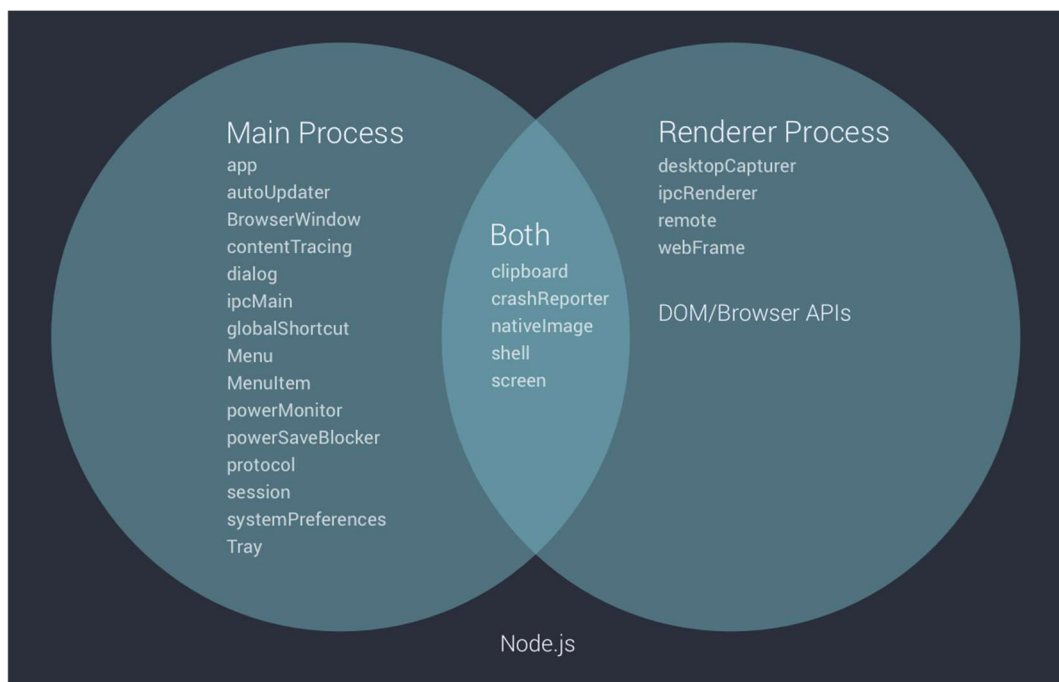 Main Process
app
autoUpdater
BrowserWindow
contentTracing
dialog
ipcMain
globalShortcut
Menu
MenuItem
powerMonitor
powerSaveBlocker
protocol
session
systemPreferences
Tray
Both
clipboard
crashReporter
nativeImage
shell
screen
Renderer Process
desktopCapturer
ipcRenderer
remote
webFrame
DOM/Browser APIs
Node.js